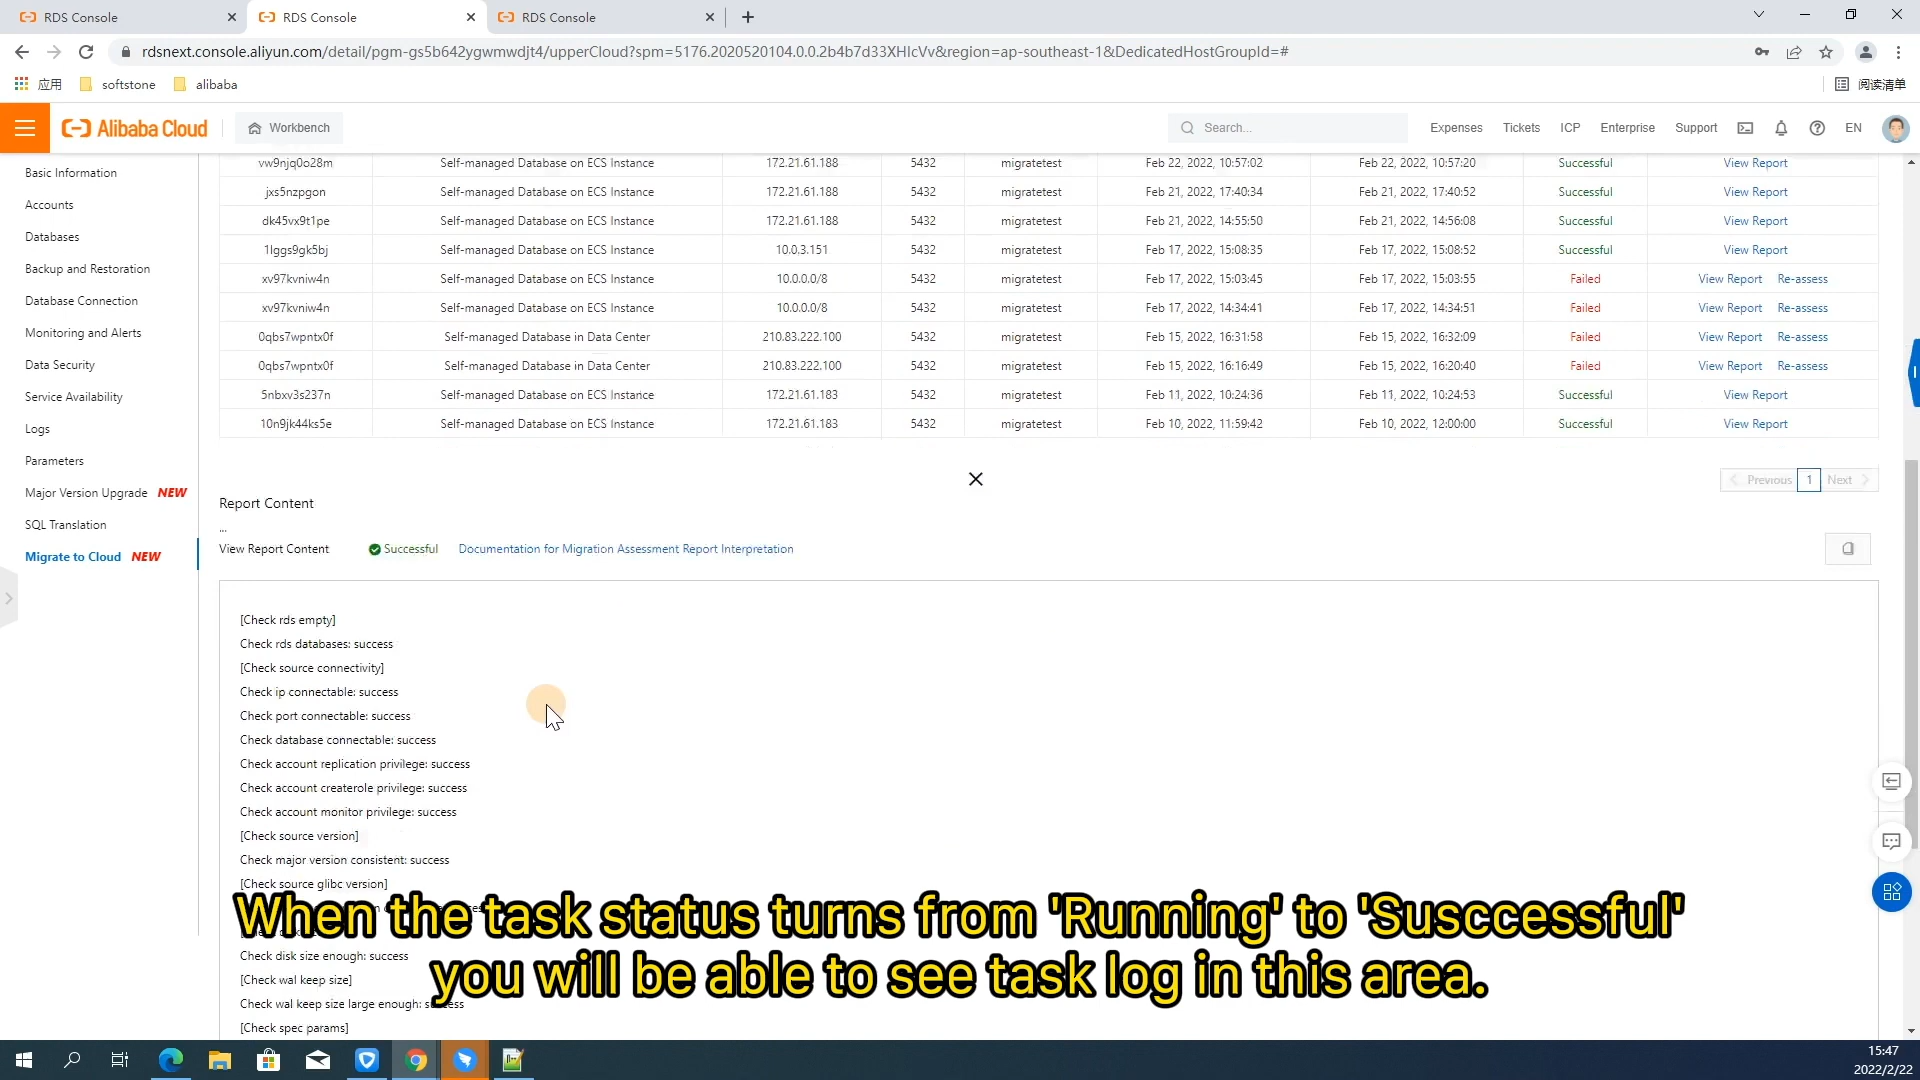 RDS Console
RDS Console
RDS Console
rdsnext.console.aliyun.com/detail/pgm-gs5b642ygwmwdjt4/upperCloud?spm=5176.2020520104.0.0.2b4b7d33XHIcVv&region=ap-southeast-1&DedicatedHostGroupId=#
应用 softstone alibaba 阅读清单
Alibaba Cloud Workbench Search... Expenses Tickets ICP Enterprise Support EN
Basic Information
Accounts
Databases
Backup and Restoration
Database Connection
Monitoring and Alerts
Data Security
Service Availability
Logs
Parameters
Major Version Upgrade NEW
SQL Translation
Migrate to Cloud NEW
vw9njq0o28m Self-managed Database on ECS Instance 172.21.61.188 5432 migratetest Feb 22, 2022, 10:57:02 Feb 22, 2022, 10:57:20 Successful View Report
jxs5nzpgon Self-managed Database on ECS Instance 172.21.61.188 5432 migratetest Feb 21, 2022, 17:40:34 Feb 21, 2022, 17:40:52 Successful View Report
dk45vx9t1pe Self-managed Database on ECS Instance 172.21.61.188 5432 migratetest Feb 21, 2022, 14:55:50 Feb 21, 2022, 14:56:08 Successful View Report
1lggs9gk5bj Self-managed Database on ECS Instance 10.0.3.151 5432 migratetest Feb 17, 2022, 15:08:35 Feb 17, 2022, 15:08:52 Successful View Report
xv97kvniw4n Self-managed Database on ECS Instance 10.0.0.0/8 5432 migratetest Feb 17, 2022, 15:03:45 Feb 17, 2022, 15:03:55 Failed View Report Re-assess
xv97kvniw4n Self-managed Database on ECS Instance 10.0.0.0/8 5432 migratetest Feb 17, 2022, 14:34:41 Feb 17, 2022, 14:34:51 Failed View Report Re-assess
0qbs7wpntx0f Self-managed Database in Data Center 210.83.222.100 5432 migratetest Feb 15, 2022, 16:31:58 Feb 15, 2022, 16:32:09 Failed View Report Re-assess
0qbs7wpntx0f Self-managed Database in Data Center 210.83.222.100 5432 migratetest Feb 15, 2022, 16:16:49 Feb 15, 2022, 16:20:40 Failed View Report Re-assess
5nbxv3s237n Self-managed Database on ECS Instance 172.21.61.183 5432 migratetest Feb 11, 2022, 10:24:36 Feb 11, 2022, 10:24:53 Successful View Report
10n9jk44ks5e Self-managed Database on ECS Instance 172.21.61.183 5432 migratetest Feb 10, 2022, 11:59:42 Feb 10, 2022, 12:00:00 Successful View Report
Previous 1 Next
Report Content
...
View Report Content Successful Documentation for Migration Assessment Report Interpretation
[Check rds empty]
Check rds databases: success
[Check source connectivity]
Check ip connectable: success
Check port connectable: success
Check database connectable: success
Check account replication privilege: success
Check account createrole privilege: success
Check account monitor privilege: success
[Check source version]
Check major version consistent: success
[Check source glibc version]
Check disk size enough: success
[Check wal keep size]
Check wal keep size large enough: success
[Check spec params]
When the task status turns from 'Running' to 'Susccessful'
you will be able to see task log in this area.
15:47
2022/2/22